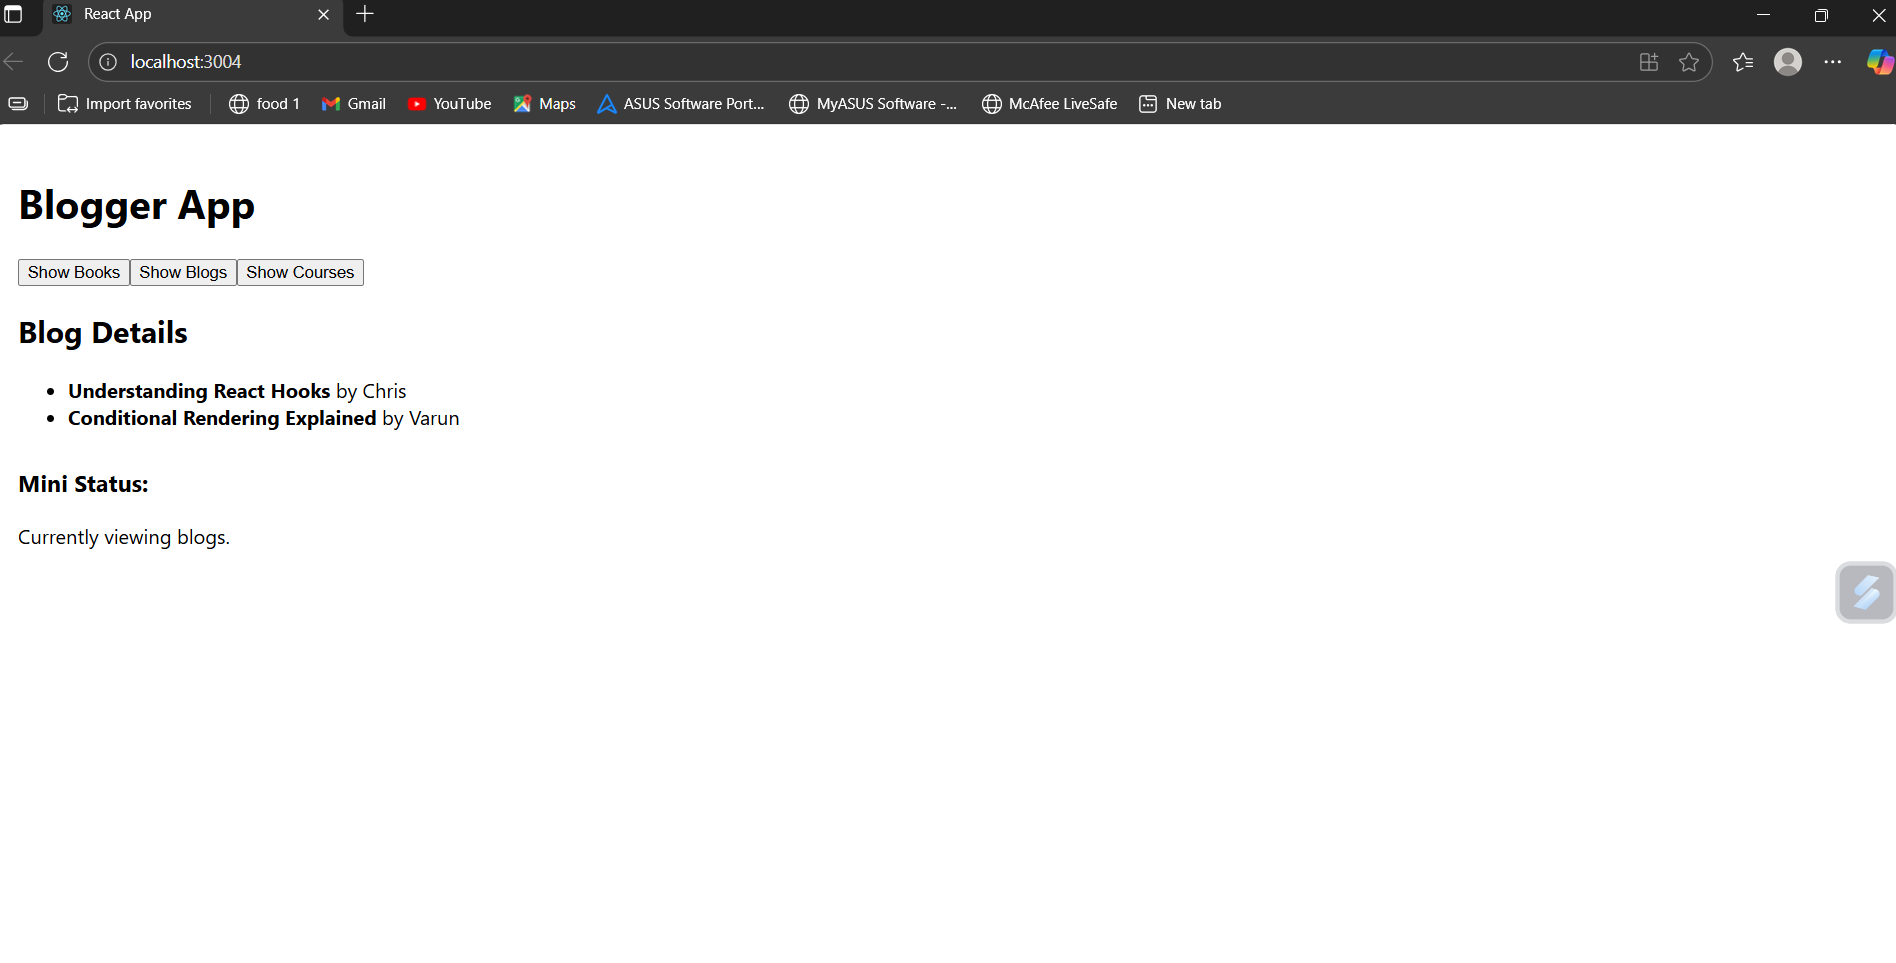 React App
localhost:3004
Import favorites food 1 Gmail YouTube Maps ASUS Software Port... MyASUS Software -... McAfee LiveSafe New tab
Blogger App
Show Books Show Blogs Show Courses
Blog Details
Understanding React Hooks by Chris
Conditional Rendering Explained by Varun
Mini Status:
Currently viewing blogs.